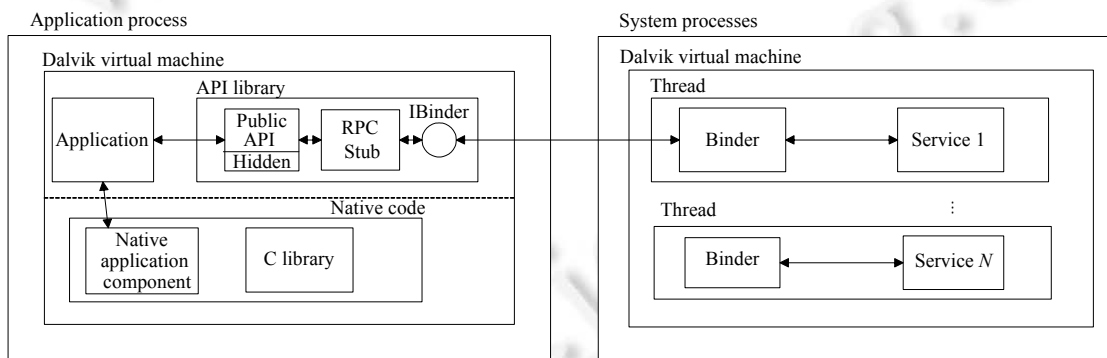 Application process
System processes
Dalvik virtual machine
Dalvik virtual machine
API library
Thread
Application
Public
API
Hidden
RPC
Stub
IBinder
Binder
Service 1
Native code
Thread
⋮
Native
application
component
C library
Binder
Service N